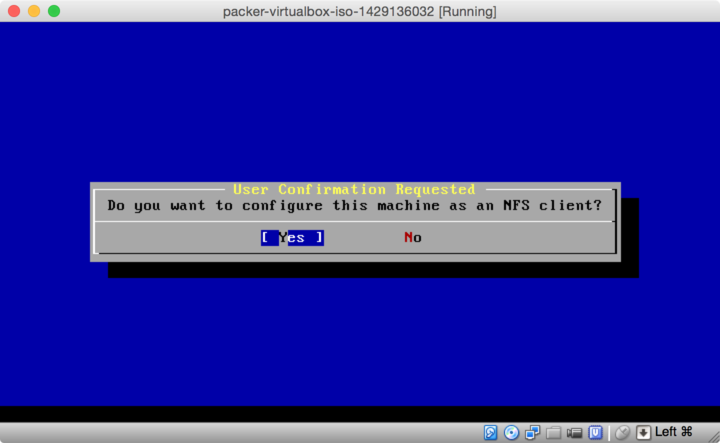 packer-virtualbox-iso-1429136032 [Running]
User Confirmation Requested
Do you want to configure this machine as an NFS client?
[ Yes ] No
Left ⌘